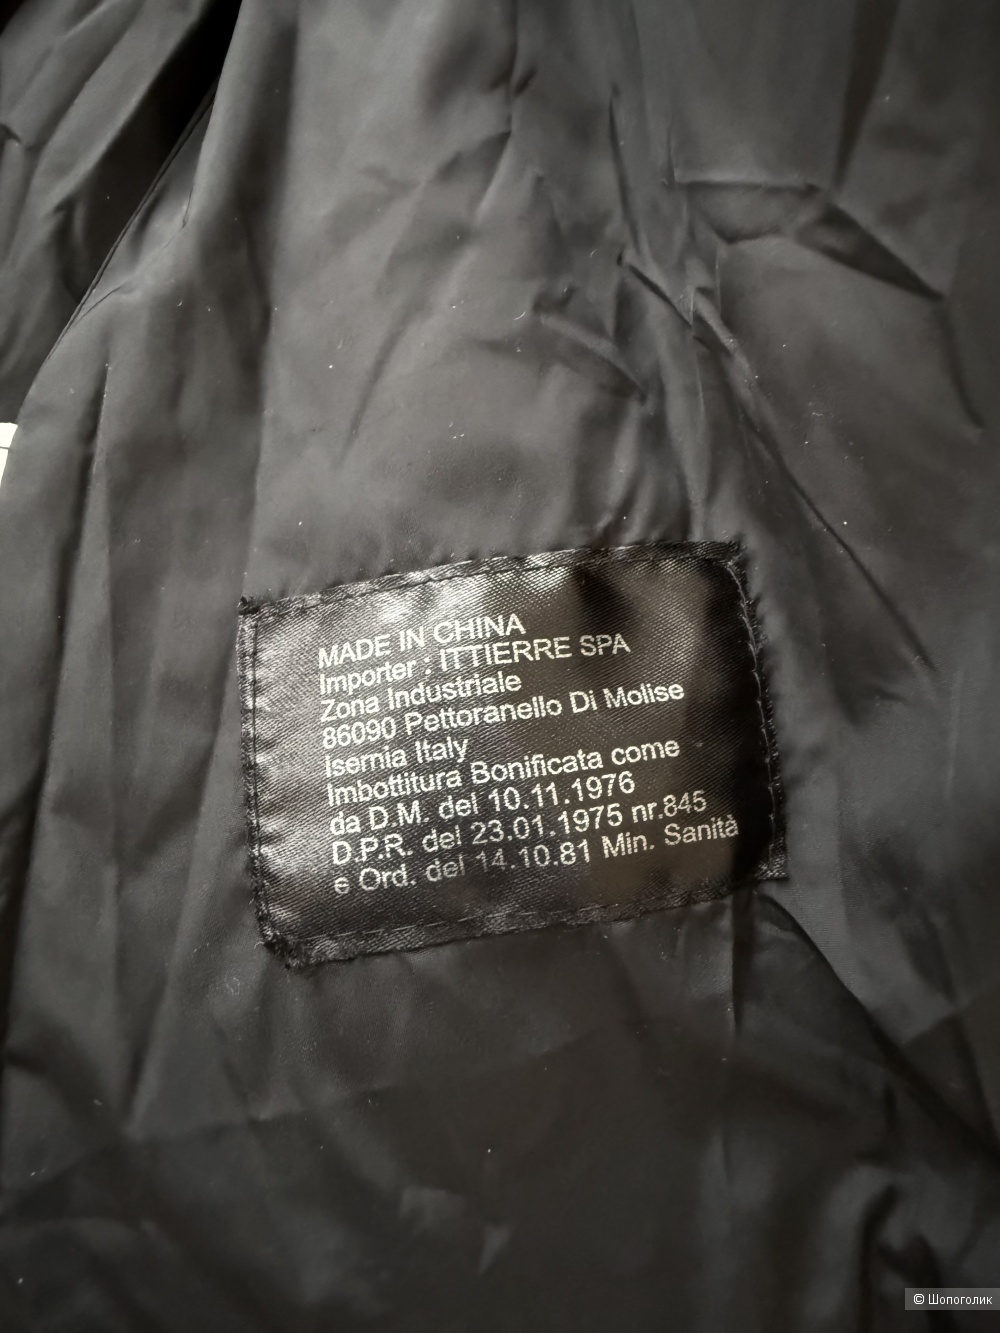 MADE IN CHINA
Importer : ITTIERRE SPA
Zona Industriale
86090 Pettoranello Di Molise
Isernia Italy
Imbottitura Bonificata come
da D.M. del 10.11.1976
D.P.R. del 23.01.1975 nr.845
e Ord. del 14.10.81 Min. Sanità
© Шопоголик